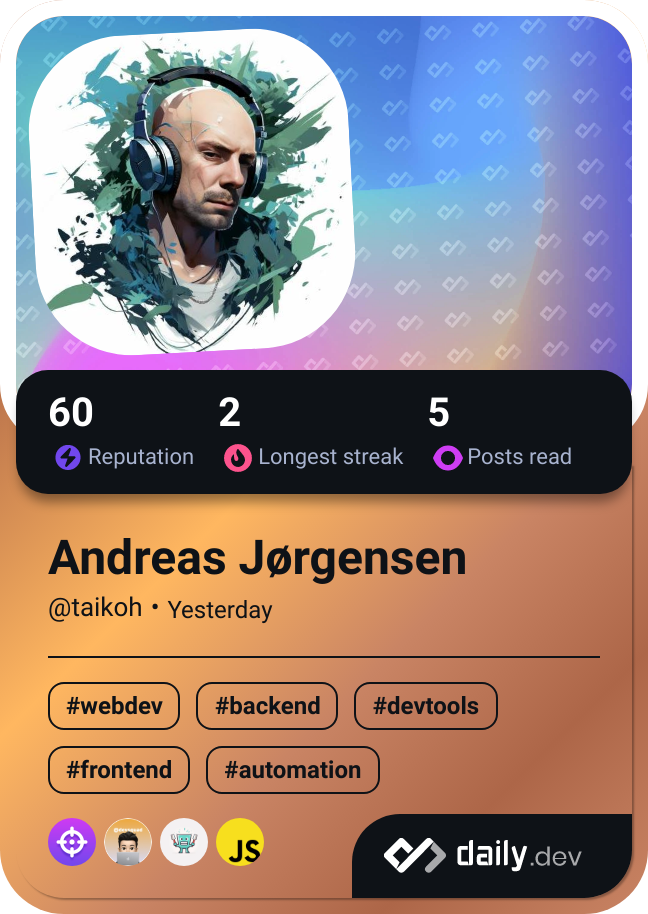 60 2 5
Reputation Longest streak Posts read
Andreas Jørgensen
@taikoh • Yesterday
#webdev #backend #devtools
#frontend #automation
JS
daily.dev